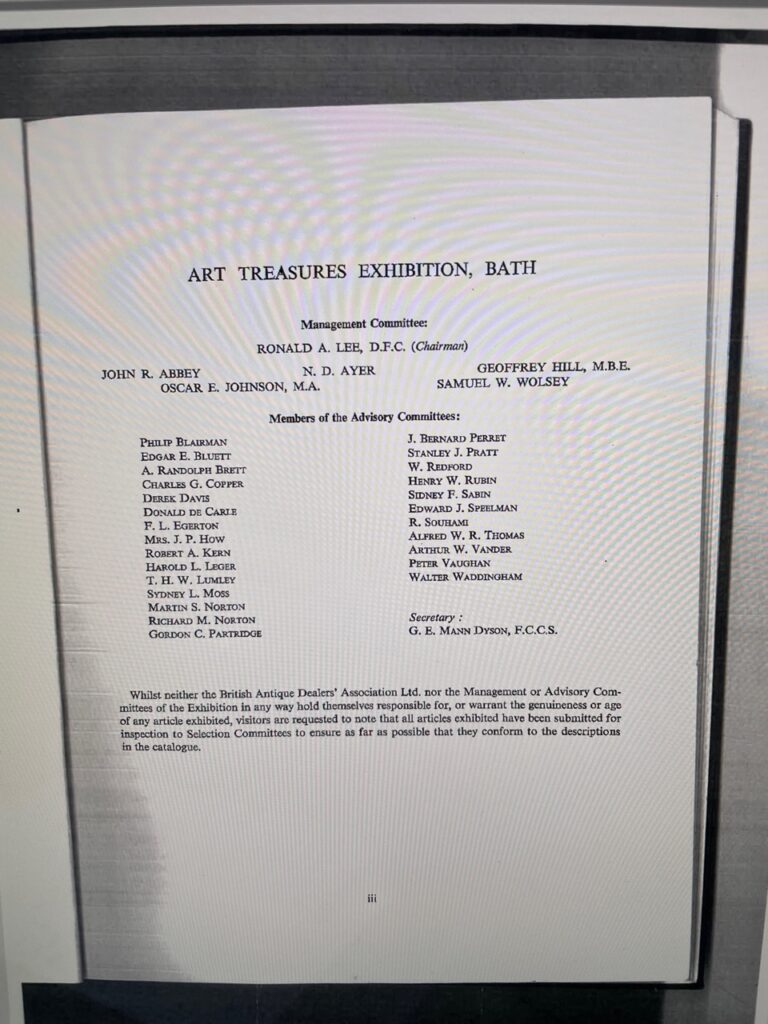 ART TREASURES EXHIBITION, BATH
Management Committee:
RONALD A. LEE, D.F.C. (Chairman)
JOHN R. ABBEY N. D. AYER GEOFFREY HILL, M.B.E.
OSCAR E. JOHNSON, M.A. SAMUEL W. WOLSEY
Members of the Advisory Committees:
PHILIP BLAIRMAN
EDGAR E. BLUETT
A. RANDOLPH BRETT
CHARLES G. COPPER
DEREK DAVIS
DONALD DE CARLE
F. L. EGERTON
MRS. J. P. HOW
ROBERT A. KERN
HAROLD L. LEGER
T. H. W. LUMLEY
SYDNEY L. MOSS
MARTIN S. NORTON
RICHARD M. NORTON
GORDON C. PARTRIDGE
J. BERNARD PERRET
STANLEY J. PRATT
W. REDFORD
HENRY W. RUBIN
SIDNEY F. SABIN
EDWARD J. SPEELMAN
R. SOUHAMI
ALFRED W. R. THOMAS
ARTHUR W. VANDER
PETER VAUGHAN
WALTER WADDINGHAM
Secretary :
G. E. MANN DYSON, F.C.C.S.
Whilst neither the British Antique Dealers' Association Ltd. nor the Management or Advisory Com-
mittees of the Exhibition in any way hold themselves responsible for, or warrant the genuineness or age
of any article exhibited, visitors are requested to note that all articles exhibited have been submitted for
inspection to Selection Committees to ensure as far as possible that they conform to the descriptions
in the catalogue.
iii